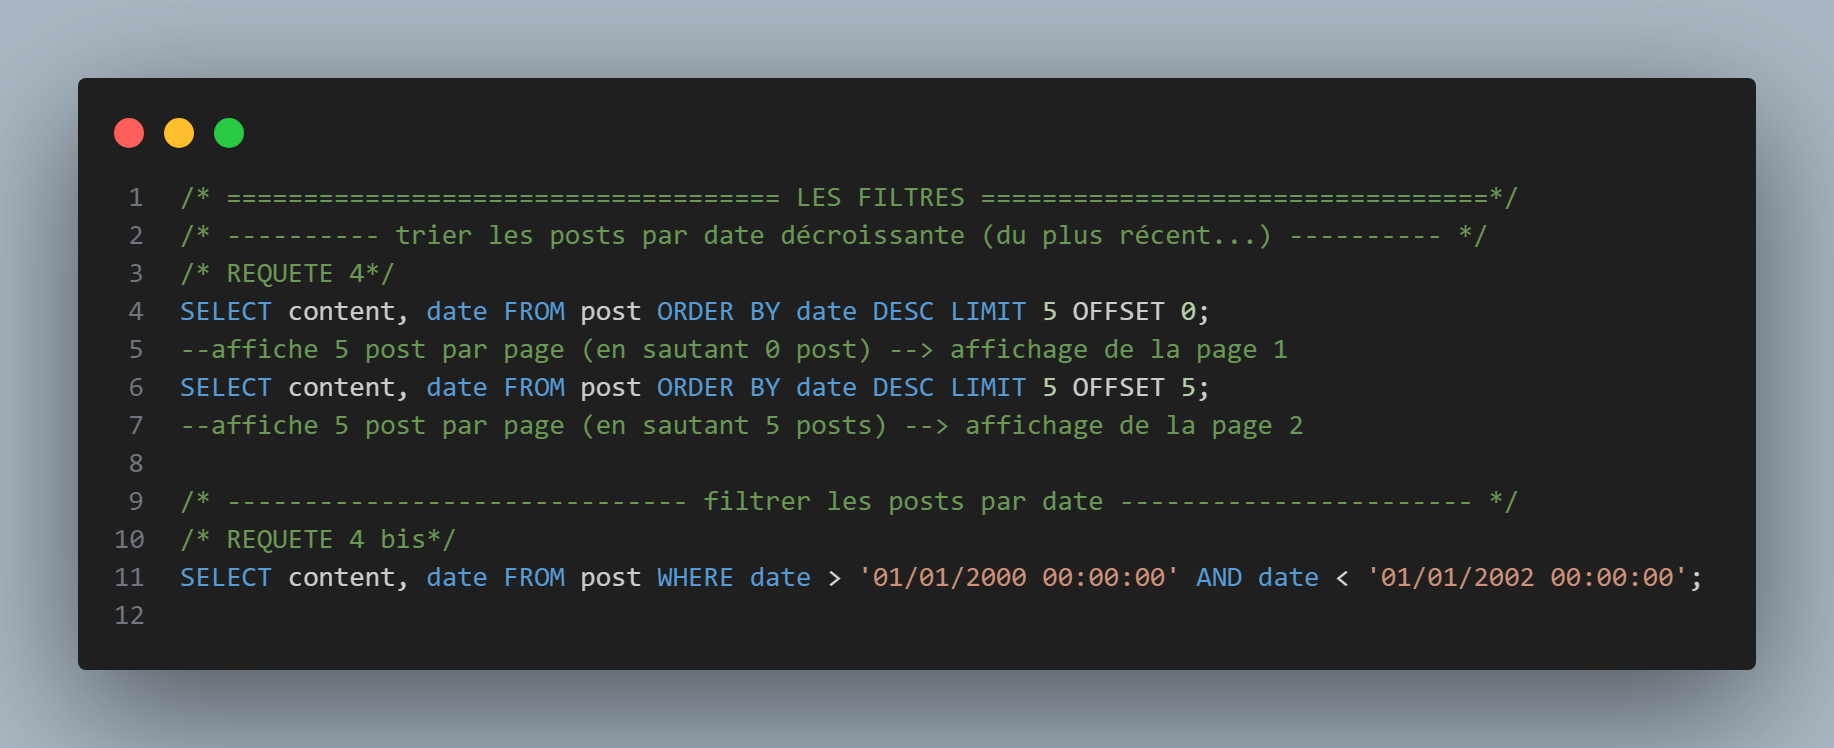 1 /* ==================================== LES FILTRES =================================*/
2 /* ---------- trier les posts par date décroissante (du plus récent...) ---------- */
3 /* REQUETE 4*/
4 SELECT content, date FROM post ORDER BY date DESC LIMIT 5 OFFSET 0;
5 --affiche 5 post par page (en sautant 0 post) --> affichage de la page 1
6 SELECT content, date FROM post ORDER BY date DESC LIMIT 5 OFFSET 5;
7 --affiche 5 post par page (en sautant 5 posts) --> affichage de la page 2
8
9 /* ------------------------------ filtrer les posts par date ----------------------- */
10 /* REQUETE 4 bis*/
11 SELECT content, date FROM post WHERE date > '01/01/2000 00:00:00' AND date < '01/01/2002 00:00:00';
12